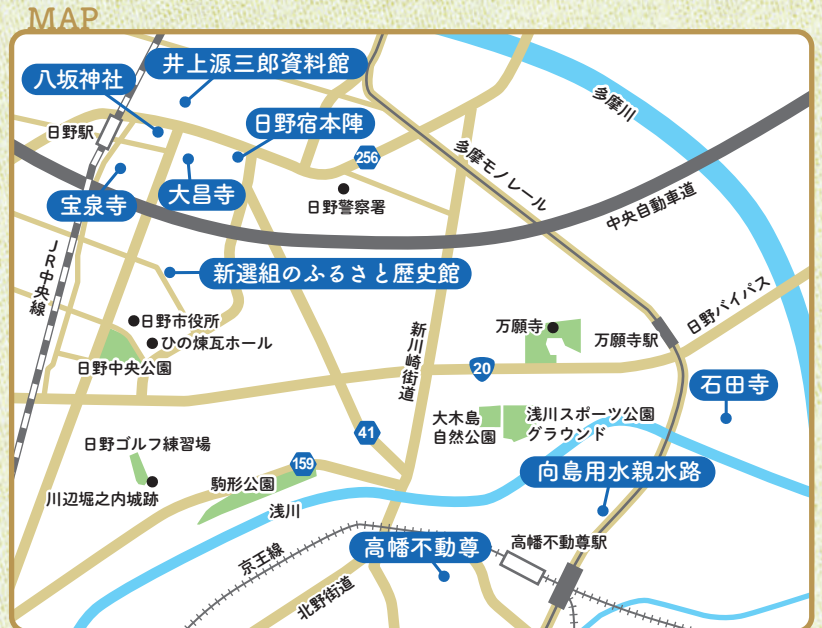 MAP
井上源三郎資料館
八坂神社
多摩川
日野宿本陣
日野駅
256
多摩モノレール
大昌寺
日野警察署
中央自動車道
宝泉寺
JR中央線
新選組のふるさと歴史館
日野バイパス
日野市役所
新川崎街道
万願寺
万願寺駅
ひの煉瓦ホール
日野中央公園
20
石田寺
大木島
自然公園
浅川スポーツ公園
グラウンド
41
日野ゴルフ練習場
159
向島用水親水路
駒形公園
川辺堀之内城跡
浅川
高幡不動尊
高幡不動尊駅
京王線
北野街道